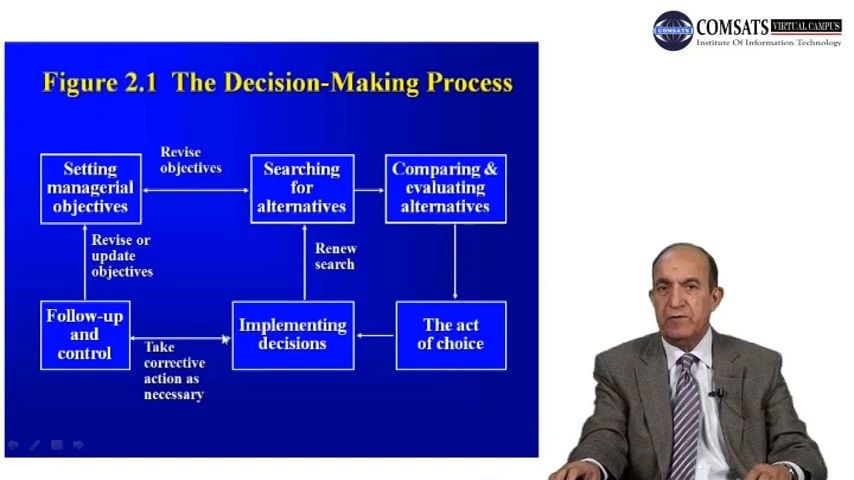 COMSATS VIRTUAL CAMPUS
COMSATS
Institute Of Information Technology
Figure 2.1 The Decision-Making Process
Revise
objectives
Setting
managerial
objectives
Searching
for
alternatives
Comparing &
evaluating
alternatives
Revise or
update
objectives
Renew
search
Follow-up
and
control
Take
corrective
action as
necessary
Implementing
decisions
The act
of choice